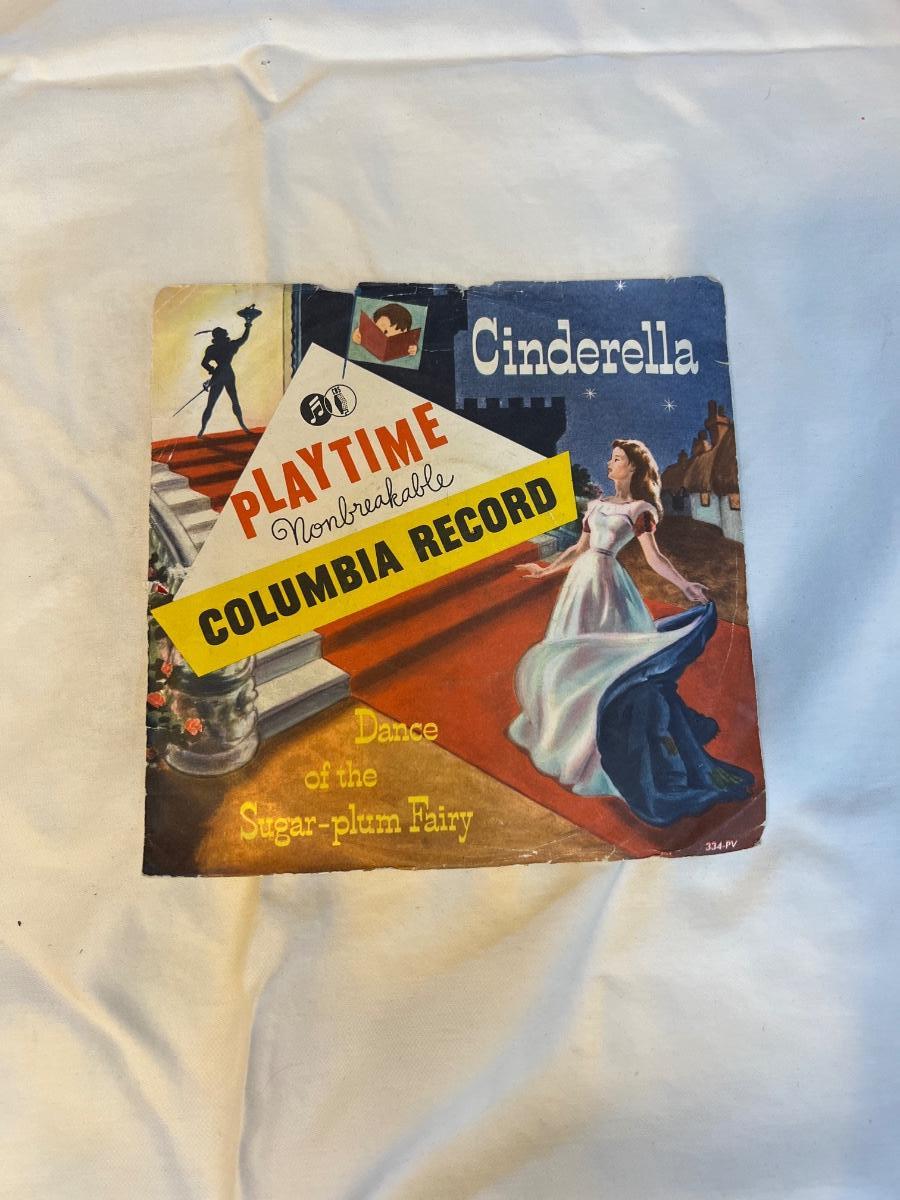 Cinderella
PLAYTIME
Nonbreakable
COLUMBIA RECORD
Dance
of the
Sugar-plum Fairy
334-PV